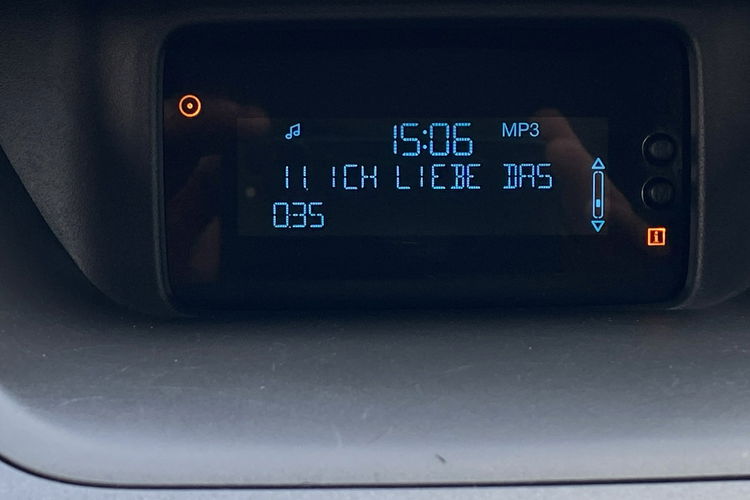 15:06 MP3
11. ICH LIEBE DAS
0:35
i